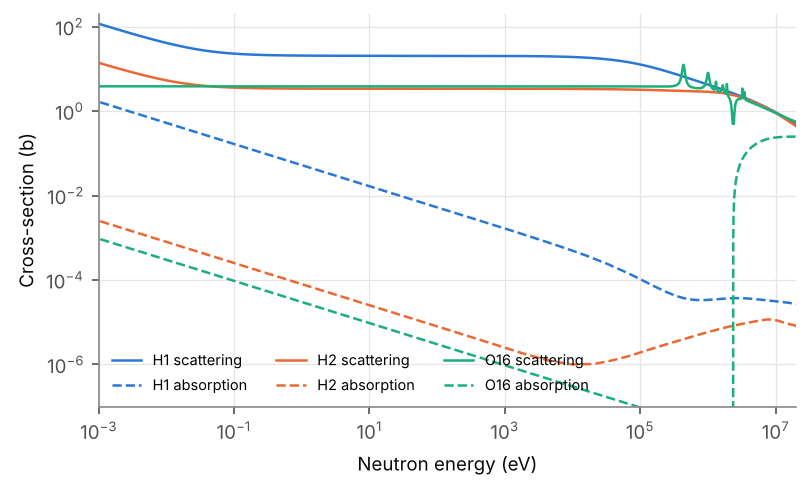 10²
10⁰
10⁻²
10⁻⁴
10⁻⁶
Cross-section (b)
H1 scattering H2 scattering O16 scattering
H1 absorption H2 absorption O16 absorption
10⁻³ 10⁻¹ 10¹ 10³ 10⁵ 10⁷
Neutron energy (eV)